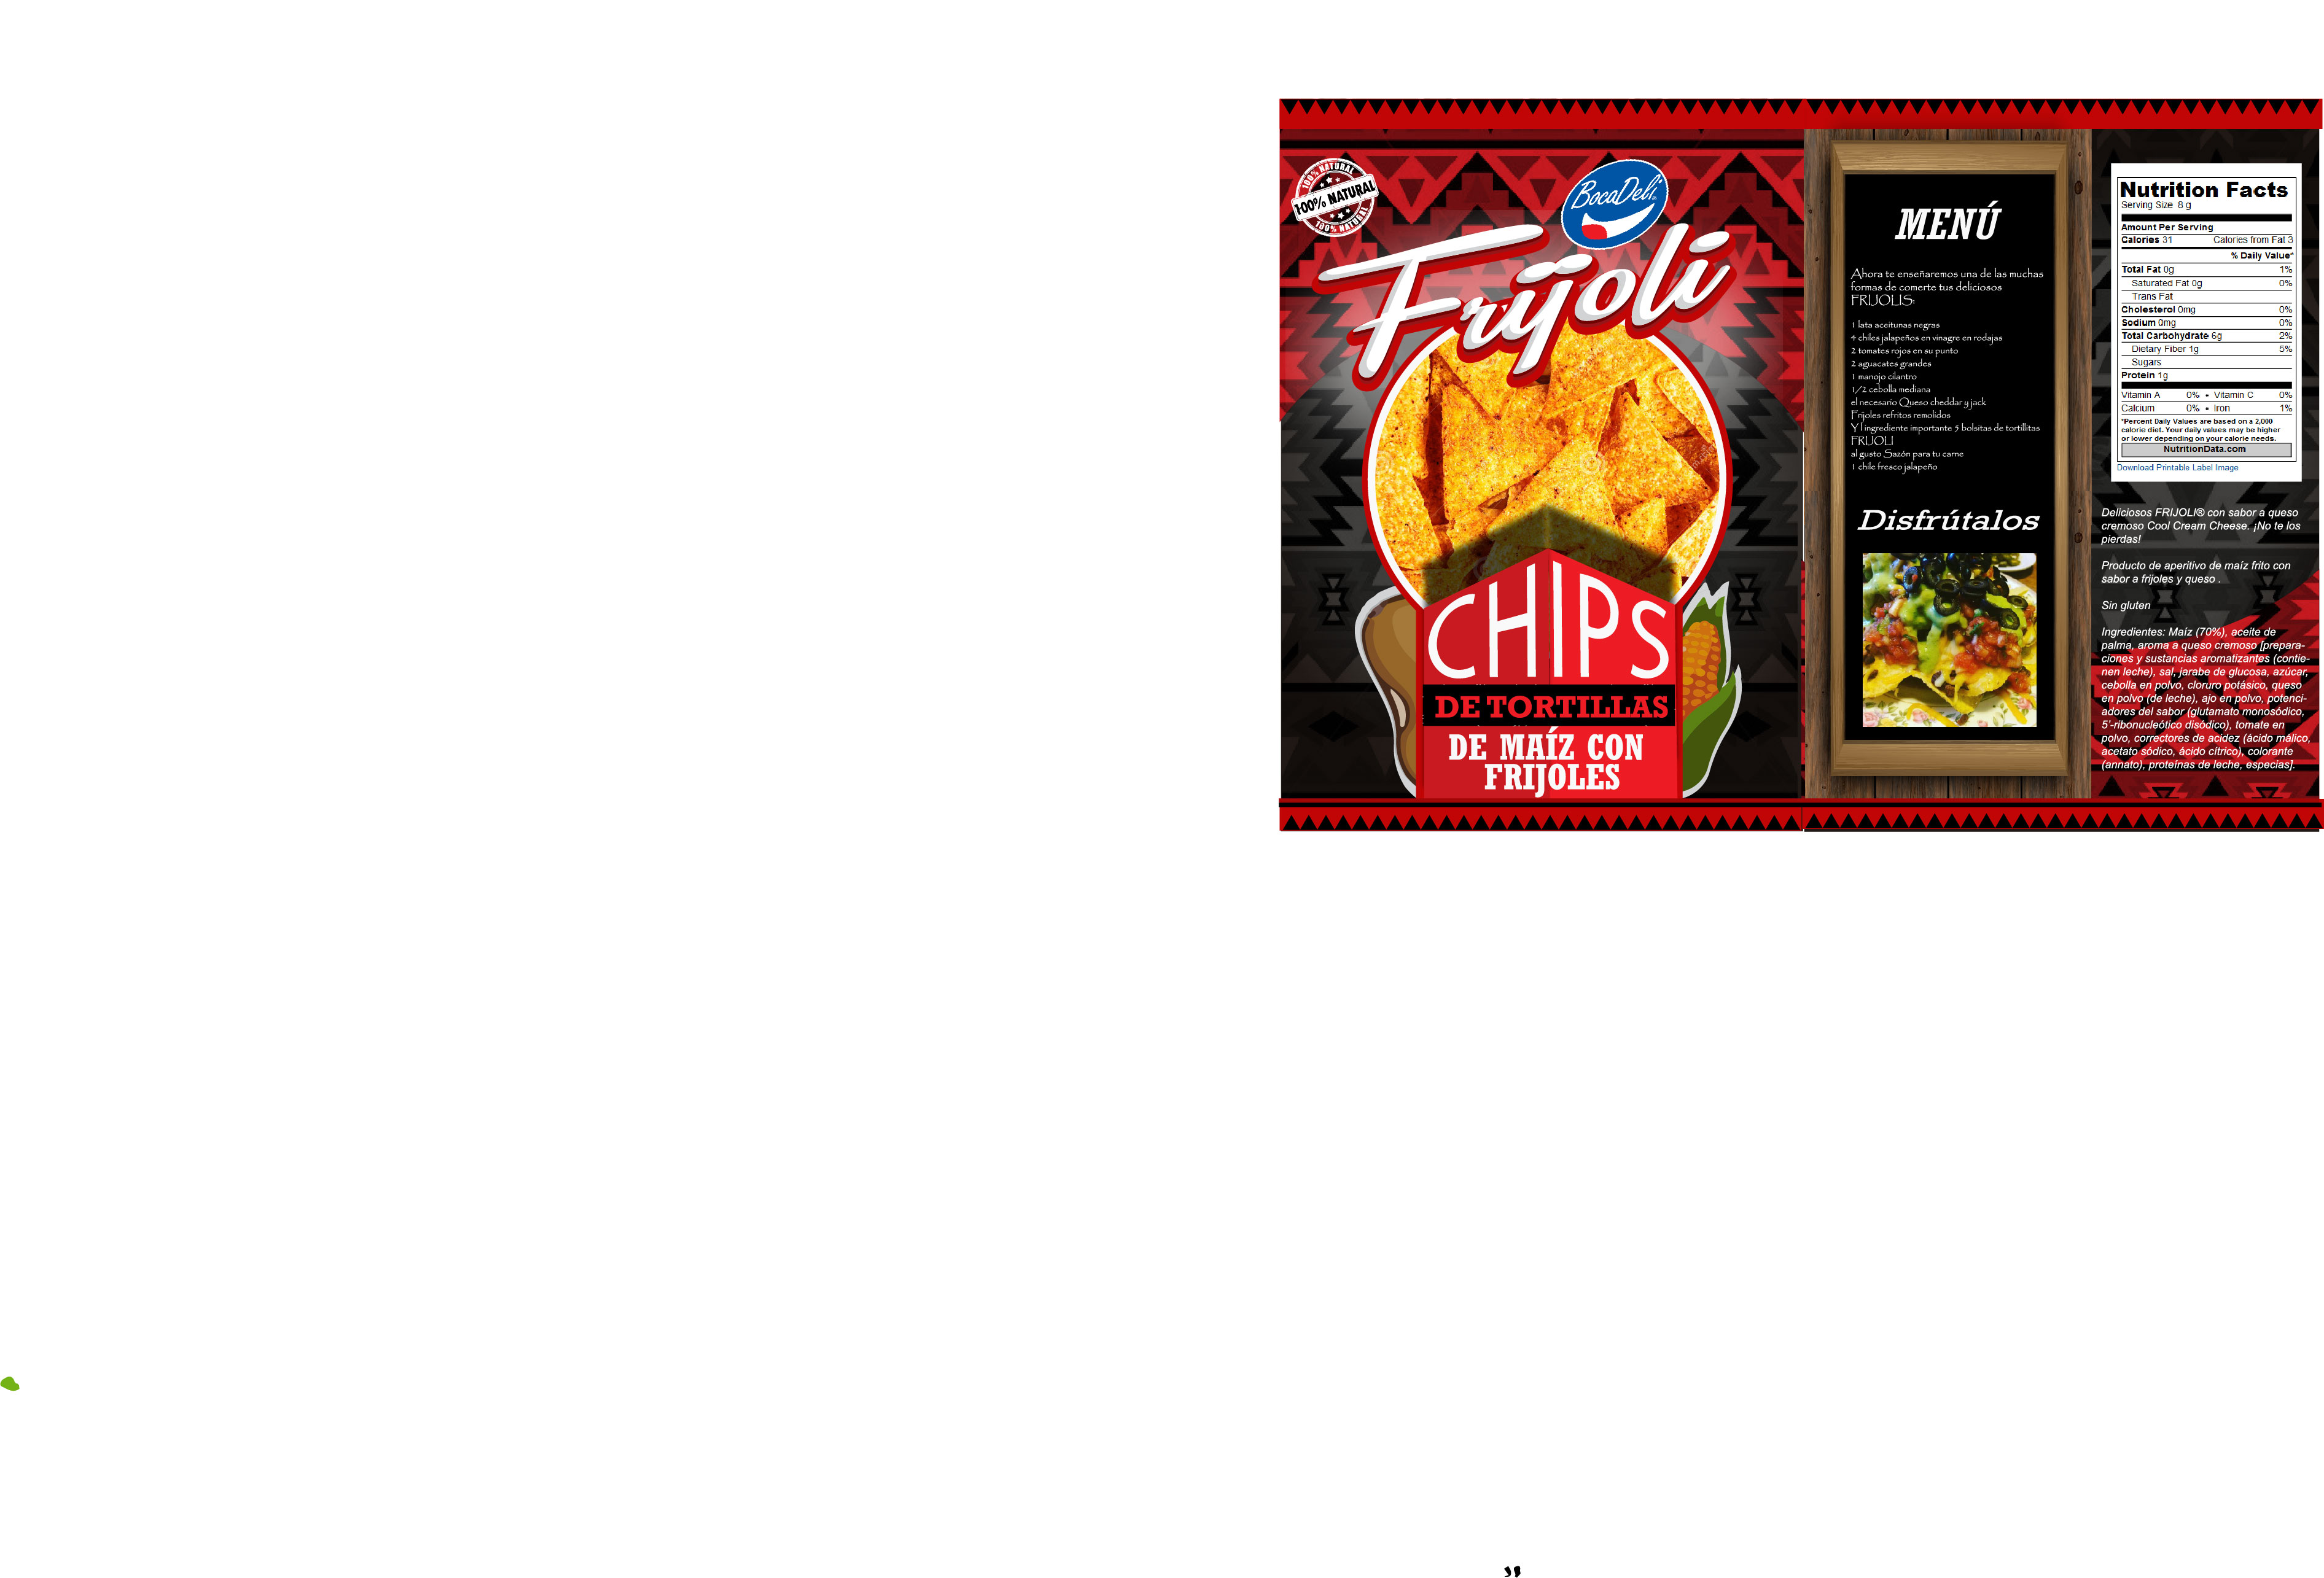 100% NATURAL
100% NATURAL
100% NATURAL
BocaDeli®
Frijoli
CHIPS
DE TORTILLAS
DE MAÍZ CON
FRIJOLES
MENÚ
Ahora te enseñaremos una de las muchas
formas de comerte tus deliciosos
FRIJOLIS:
1 lata aceitunas negras
4 chiles jalapeños en vinagre en rodajas
2 tomates rojos en su punto
2 aguacates grandes
1 manojo cilantro
1/2 cebolla mediana
el necesario Queso cheddar y jack
Frijoles refritos remolidos
Y l ingrediente importante 5 bolsitas de tortillitas
FRIJOLI
al gusto Sazón para tu carne
1 chile fresco jalapeño
Disfrútalos
Nutrition Facts
Serving Size 8 g
Amount Per Serving
Calories 31 Calories from Fat 3
% Daily Value*
Total Fat 0g 1%
Saturated Fat 0g 0%
Trans Fat
Cholesterol 0mg 0%
Sodium 0mg 0%
Total Carbohydrate 6g 2%
Dietary Fiber 1g 5%
Sugars
Protein 1g
Vitamin A 0% • Vitamin C 0%
Calcium 0% • Iron 1%
*Percent Daily Values are based on a 2,000
calorie diet. Your daily values may be higher
or lower depending on your calorie needs.
NutritionData.com
Download Printable Label Image
Deliciosos FRIJOLI® con sabor a queso
cremoso Cool Cream Cheese. ¡No te los
pierdas!
Producto de aperitivo de maíz frito con
sabor a frijoles y queso .
Sin gluten
Ingredientes: Maíz (70%), aceite de
palma, aroma a queso cremoso [prepara-
ciones y sustancias aromatizantes (contie-
nen leche), sal, jarabe de glucosa, azúcar,
cebolla en polvo, cloruro potásico, queso
en polvo (de leche), ajo en polvo, potenci-
adores del sabor (glutamato monosódico,
5'-ribonucleótico disódico), tomate en
polvo, correctores de acidez (ácido málico,
acetato sódico, ácido cítrico), colorante
(annato), proteínas de leche, especias].